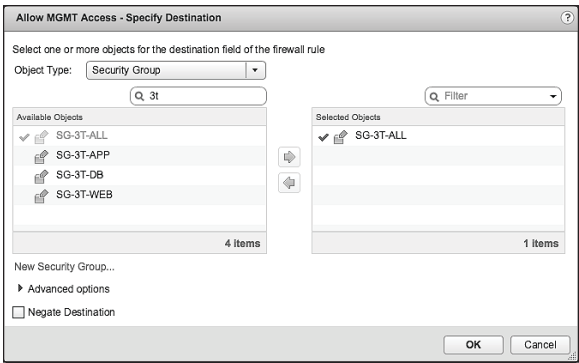 Allow MGMT Access - Specify Destination
?
Select one or more objects for the destination field of the firewall rule
Object Type: Security Group
3t
Filter
Available Objects
Selected Objects
SG-3T-ALL
SG-3T-ALL
SG-3T-APP
SG-3T-DB
SG-3T-WEB
4 items
1 items
New Security Group...
Advanced options
Negate Destination
OK
Cancel